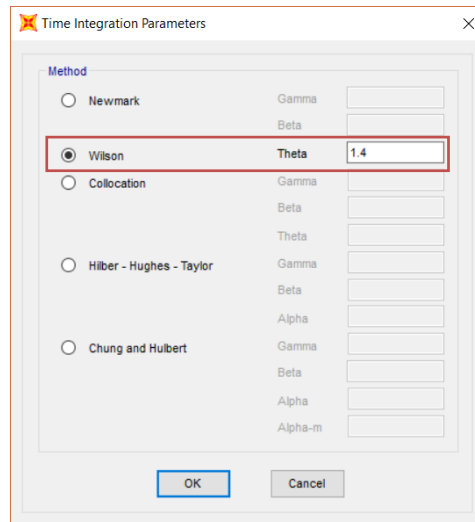 Time Integration Parameters
Method
Newmark Gamma
Beta
Wilson Theta 1.4
Collocation Gamma
Beta
Theta
Hilber - Hughes - Taylor Gamma
Beta
Alpha
Chung and Hulbert Gamma
Beta
Alpha
Alpha-m
OK Cancel